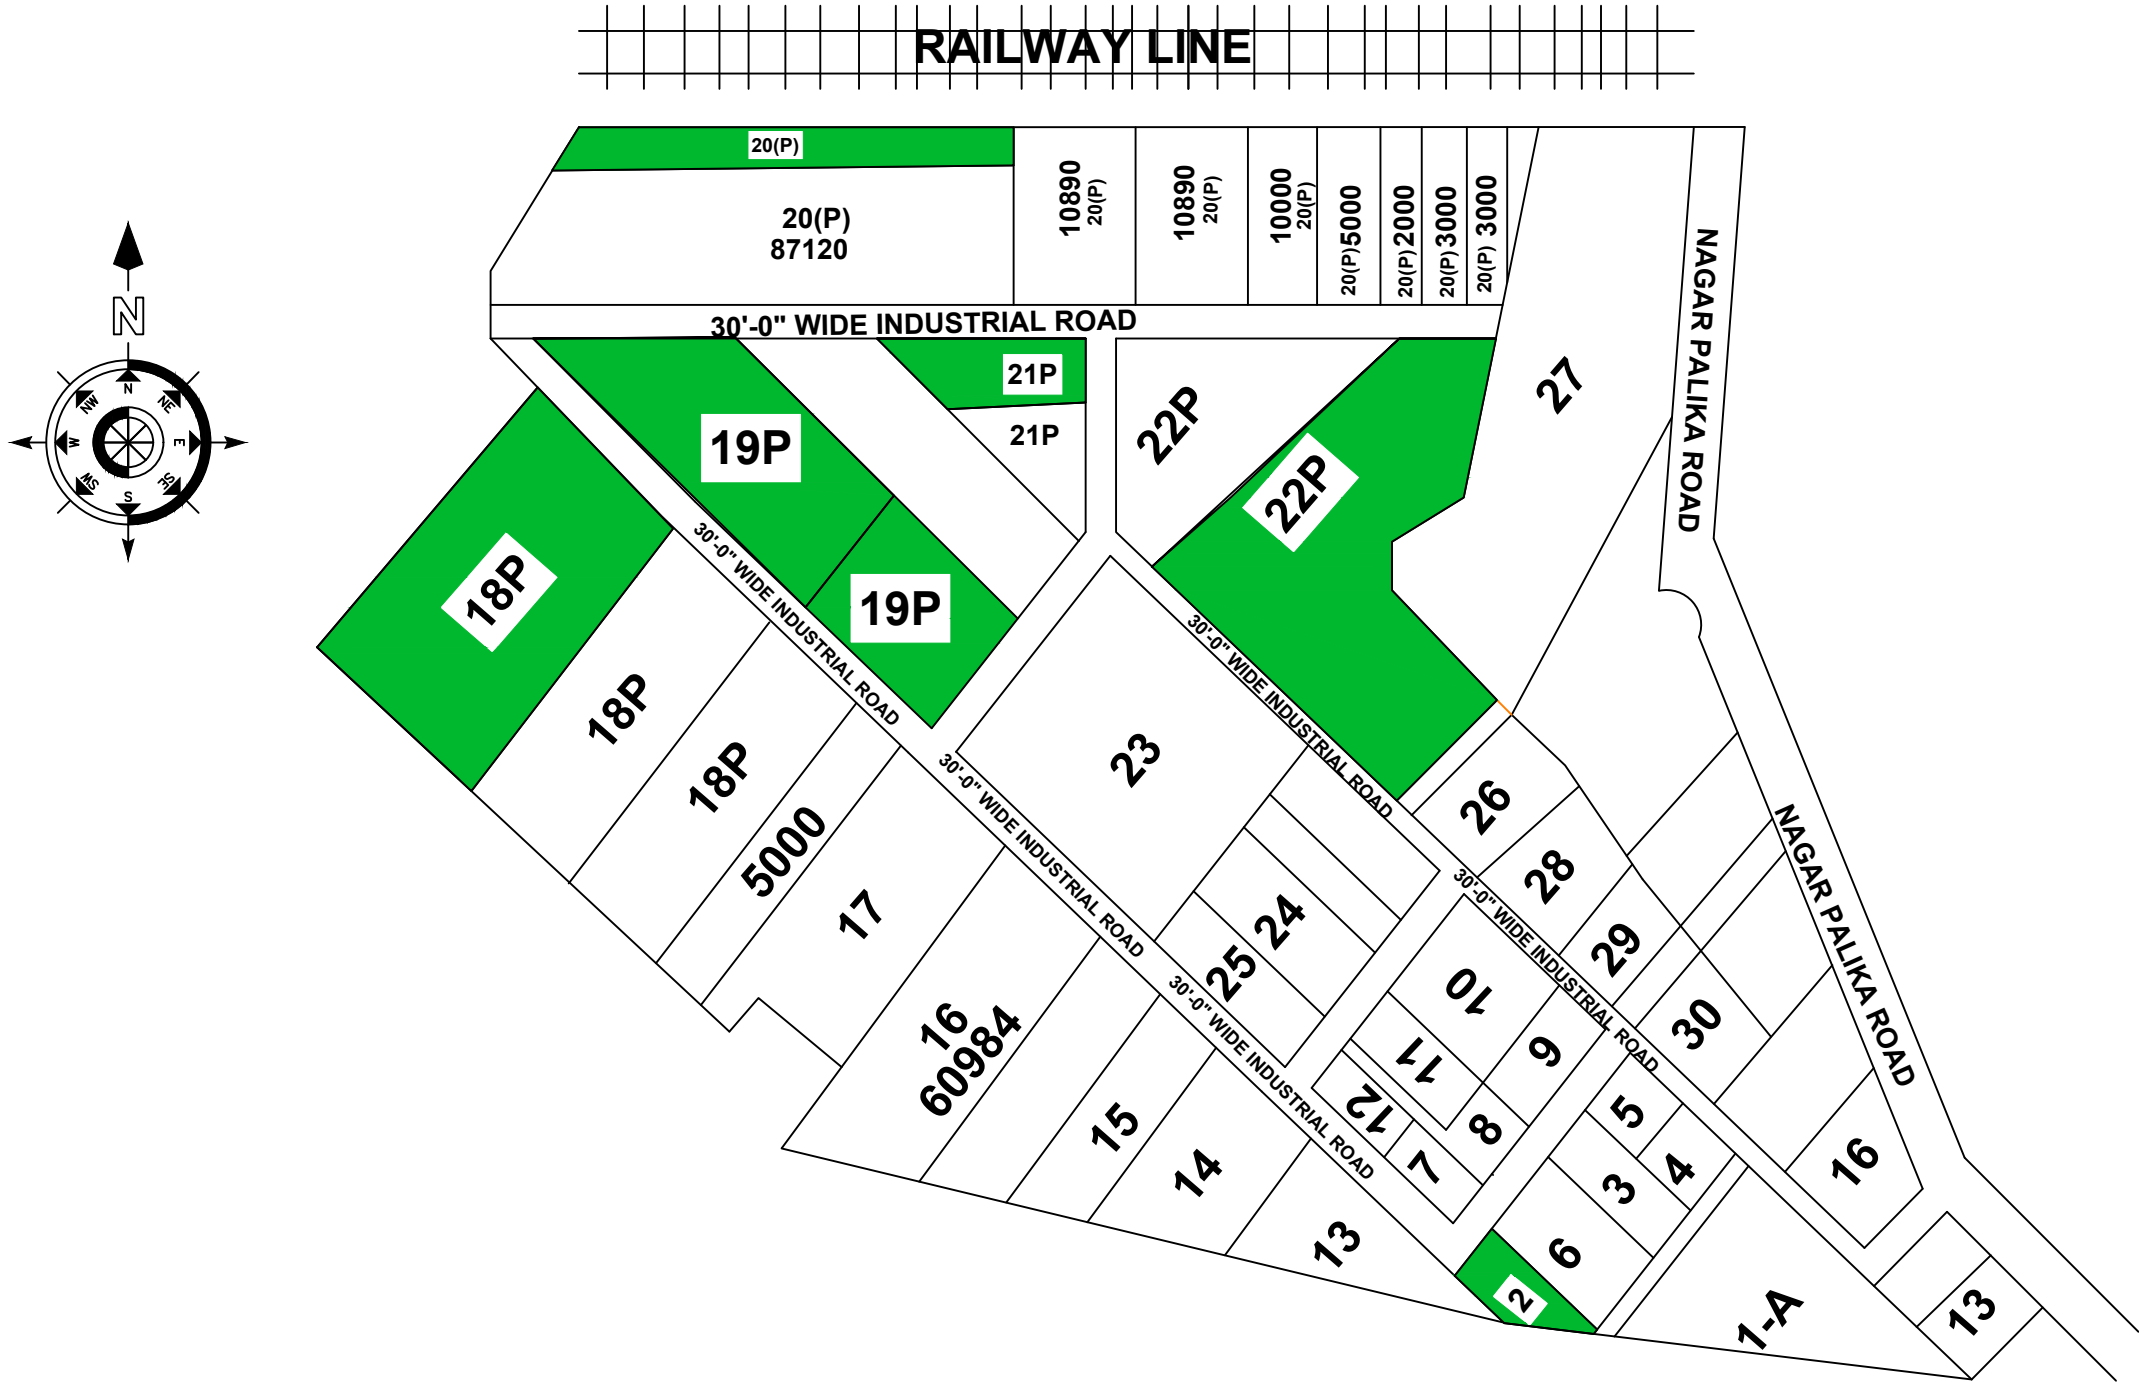 RAILWAY LINE
20(P)
20(P)
87120
10890
20(P)
10890
20(P)
10000
20(P)
20(P)5000
20(P)2000
20(P)3000
20(P) 3000
30'-0" WIDE INDUSTRIAL ROAD
NAGAR PALIKA ROAD
N
N
NE
E
SE
S
SW
W
NW
19P
21P
21P
22P
22P
27
18P
19P
30'-0" WIDE INDUSTRIAL ROAD
30'-0" WIDE INDUSTRIAL ROAD
18P
18P
5000
17
23
30'-0" WIDE INDUSTRIAL ROAD
26
28
29
30
NAGAR PALIKA ROAD
30'-0" WIDE INDUSTRIAL ROAD
24
25
30'-0" WIDE INDUSTRIAL ROAD
10
11
12
9
8
7
16
60984
15
14
13
5
4
3
6
2
16
1-A
13